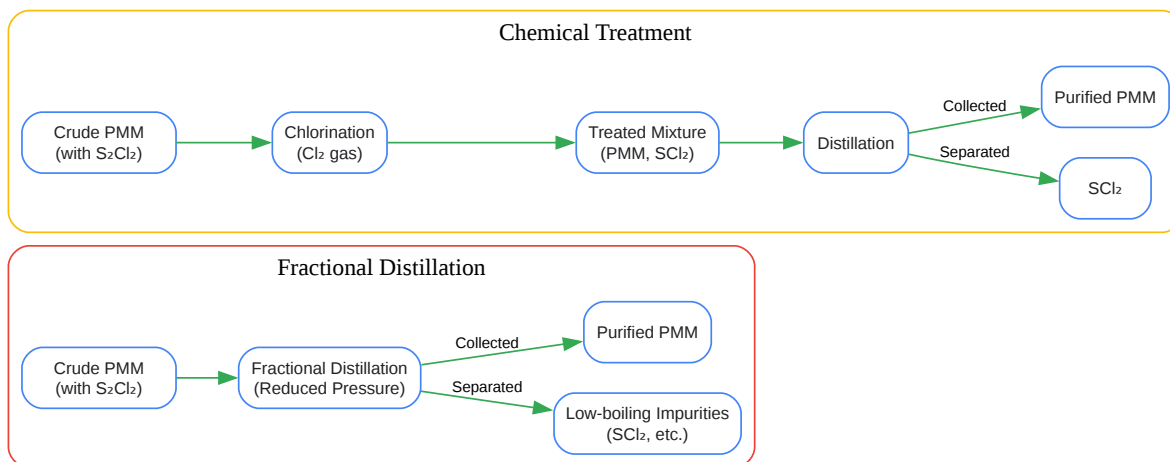 Chemical Treatment
Crude PMM
(with S₂Cl₂)
Chlorination
(Cl₂ gas)
Treated Mixture
(PMM, SCl₂)
Distillation
Collected
Purified PMM
Separated
SCl₂
Fractional Distillation
Crude PMM
(with S₂Cl₂)
Fractional Distillation
(Reduced Pressure)
Collected
Purified PMM
Separated
Low-boiling Impurities
(SCl₂, etc.)